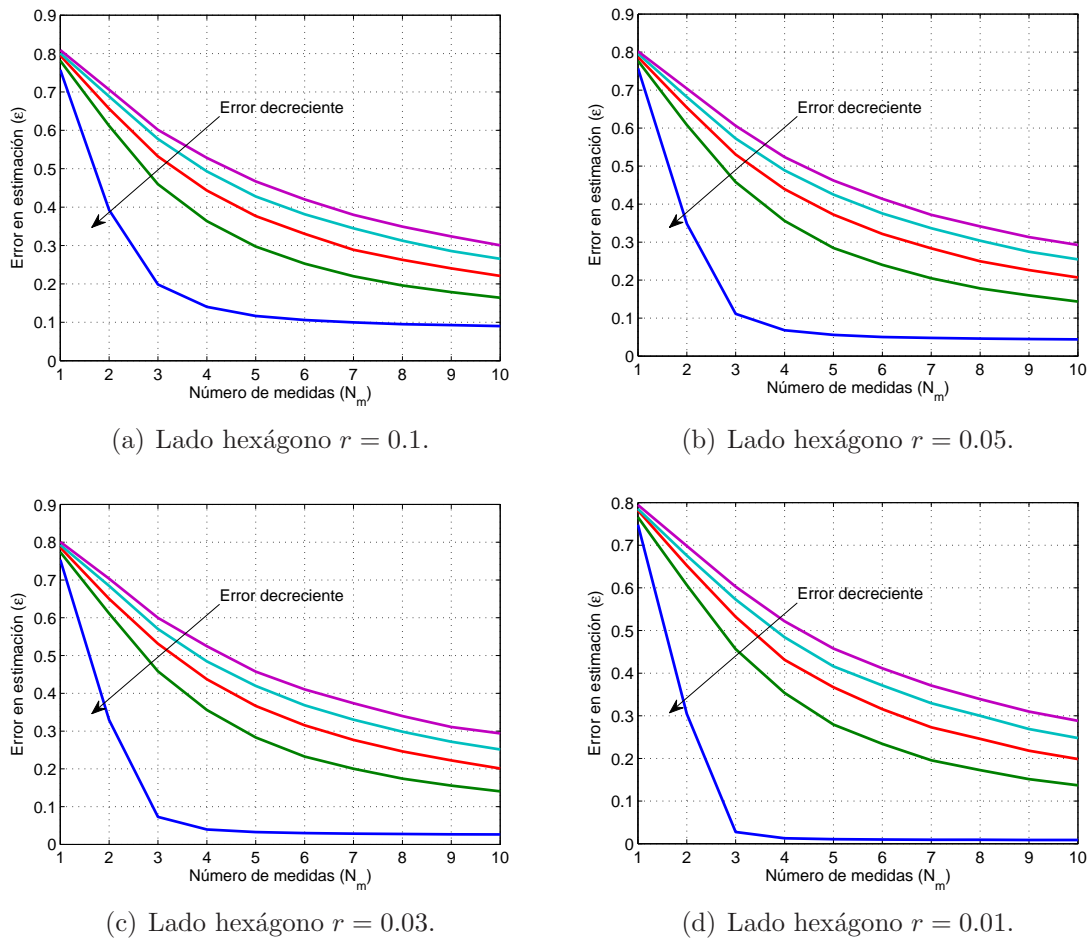 0.9
0.8
0.7
0.6
0.5
0.4
0.3
0.2
0.1
0
Error en estimación (ε)
Error decreciente
1 2 3 4 5 6 7 8 9 10
Número de medidas (N_m)
(a) Lado hexágono r = 0.1.
0.9
0.8
0.7
0.6
0.5
0.4
0.3
0.2
0.1
0
Error en estimación (ε)
Error decreciente
1 2 3 4 5 6 7 8 9 10
Número de medidas (N_m)
(b) Lado hexágono r = 0.05.
0.9
0.8
0.7
0.6
0.5
0.4
0.3
0.2
0.1
0
Error en estimación (ε)
Error decreciente
1 2 3 4 5 6 7 8 9 10
Número de medidas (N_m)
(c) Lado hexágono r = 0.03.
0.8
0.7
0.6
0.5
0.4
0.3
0.2
0.1
0
Error en estimación (ε)
Error decreciente
1 2 3 4 5 6 7 8 9 10
Número de medidas (N_m)
(d) Lado hexágono r = 0.01.